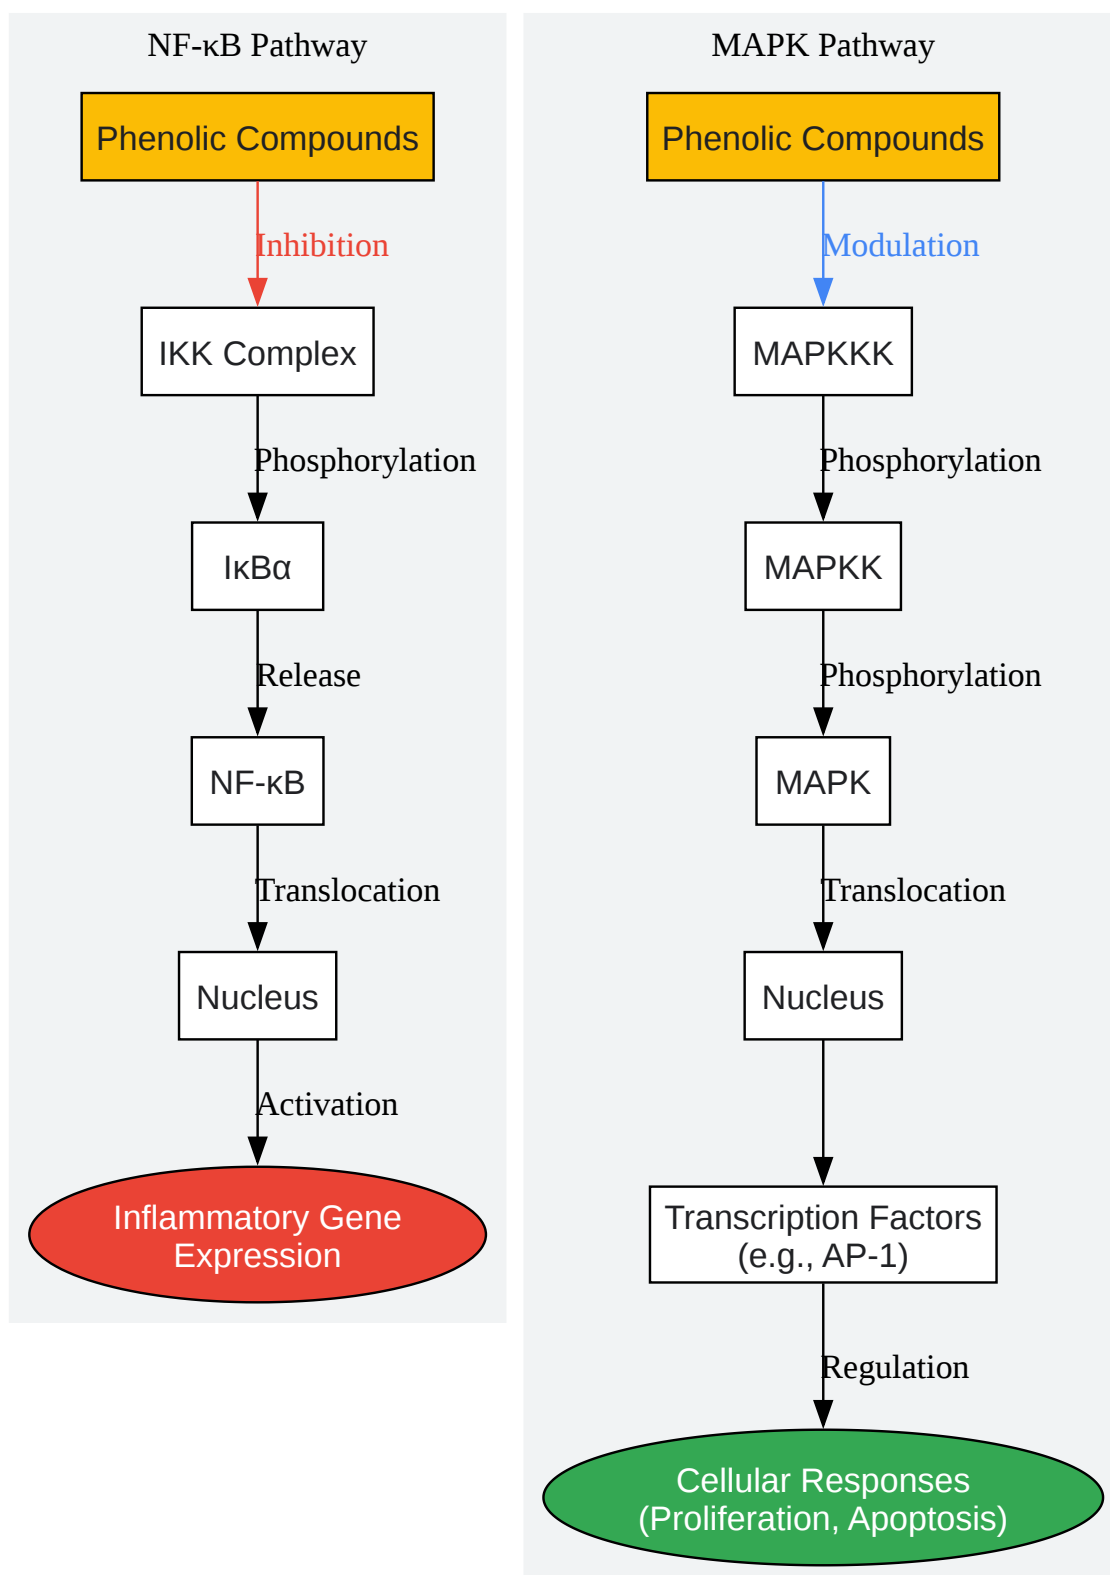 NF-κB Pathway
Phenolic Compounds
Inhibition
IKK Complex
Phosphorylation
IκBα
Release
NF-κB
Translocation
Nucleus
Activation
Inflammatory Gene
Expression
MAPK Pathway
Phenolic Compounds
Modulation
MAPKKK
Phosphorylation
MAPKK
Phosphorylation
MAPK
Translocation
Nucleus
Transcription Factors
(e.g., AP-1)
Regulation
Cellular Responses
(Proliferation, Apoptosis)